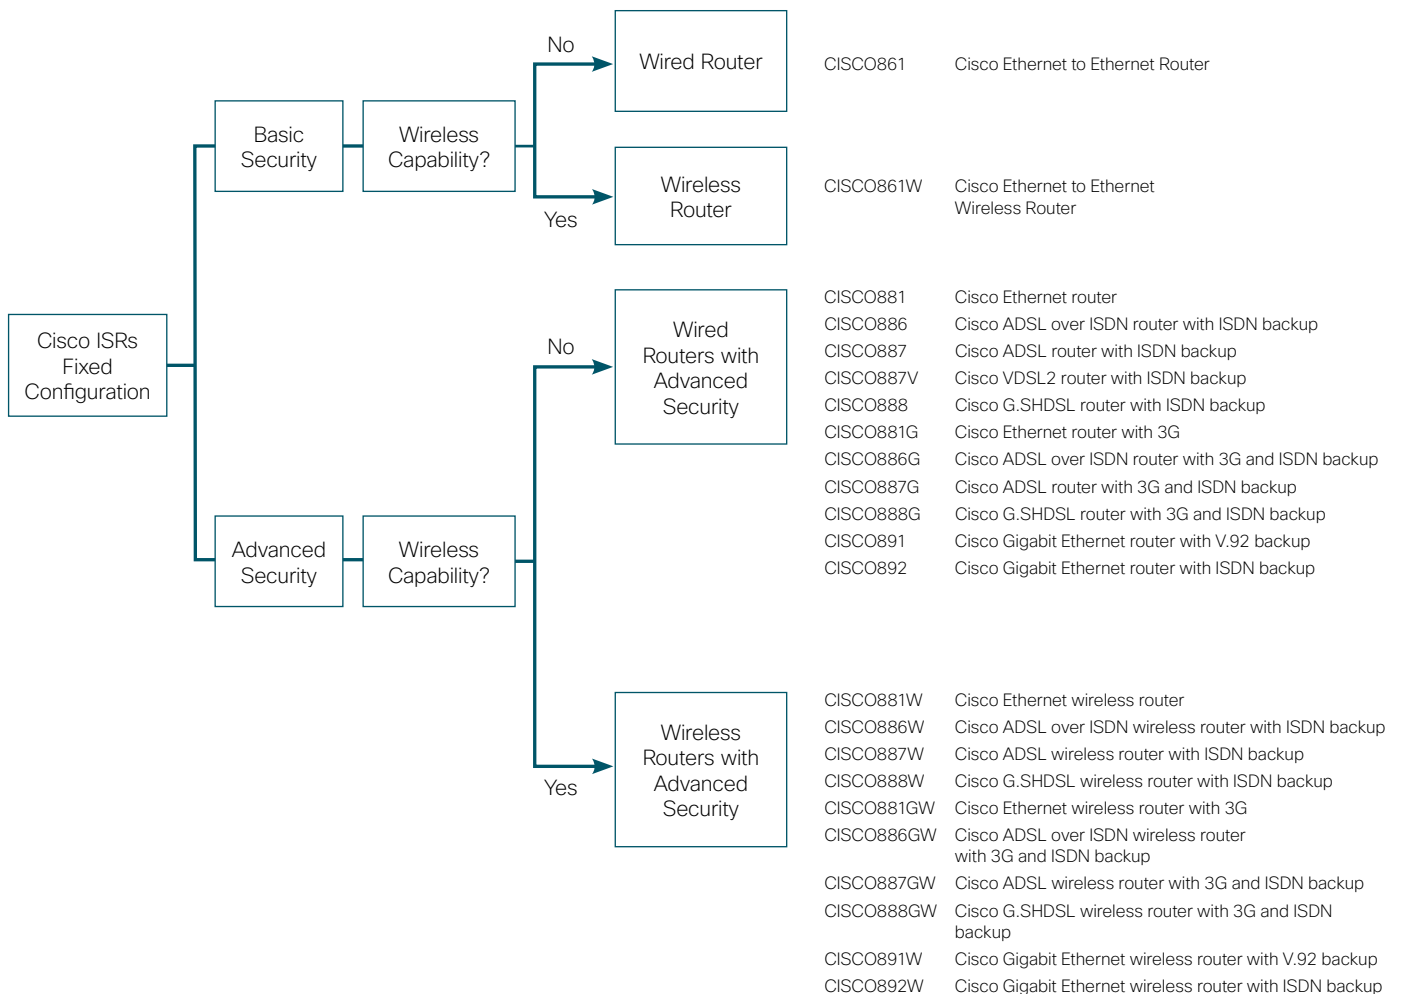 No
Wired Router
CISCO861 Cisco Ethernet to Ethernet Router
Basic
Security
Wireless
Capability?
Wireless
Router
Yes
CISCO861W Cisco Ethernet to Ethernet
Wireless Router
Cisco ISRs
Fixed
Configuration
No
Wired
Routers with
Advanced
Security
CISCO881 Cisco Ethernet router
CISCO886 Cisco ADSL over ISDN router with ISDN backup
CISCO887 Cisco ADSL router with ISDN backup
CISCO887V Cisco VDSL2 router with ISDN backup
CISCO888 Cisco G.SHDSL router with ISDN backup
CISCO881G Cisco Ethernet router with 3G
CISCO886G Cisco ADSL over ISDN router with 3G and ISDN backup
CISCO887G Cisco ADSL router with 3G and ISDN backup
CISCO888G Cisco G.SHDSL router with 3G and ISDN backup
CISCO891 Cisco Gigabit Ethernet router with V.92 backup
CISCO892 Cisco Gigabit Ethernet router with ISDN backup
Advanced
Security
Wireless
Capability?
Yes
Wireless
Routers with
Advanced
Security
CISCO881W Cisco Ethernet wireless router
CISCO886W Cisco ADSL over ISDN wireless router with ISDN backup
CISCO887W Cisco ADSL wireless router with ISDN backup
CISCO888W Cisco G.SHDSL wireless router with ISDN backup
CISCO881GW Cisco Ethernet wireless router with 3G
CISCO886GW Cisco ADSL over ISDN wireless router
with 3G and ISDN backup
CISCO887GW Cisco ADSL wireless router with 3G and ISDN backup
CISCO888GW Cisco G.SHDSL wireless router with 3G and ISDN
backup
CISCO891W Cisco Gigabit Ethernet wireless router with V.92 backup
CISCO892W Cisco Gigabit Ethernet wireless router with ISDN backup